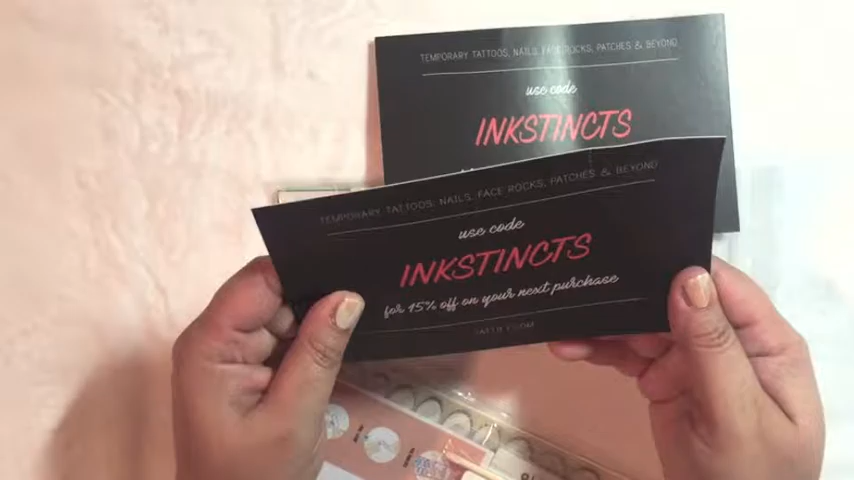 TEMPORARY TATTOOS, NAILS, FACE ROCKS, PATCHES & BEYOND
use code
INKSTINCTS
TEMPORARY TATTOOS, NAILS, FACE ROCKS, PATCHES & BEYOND
use code
INKSTINCTS
for 15% off on your next purchase